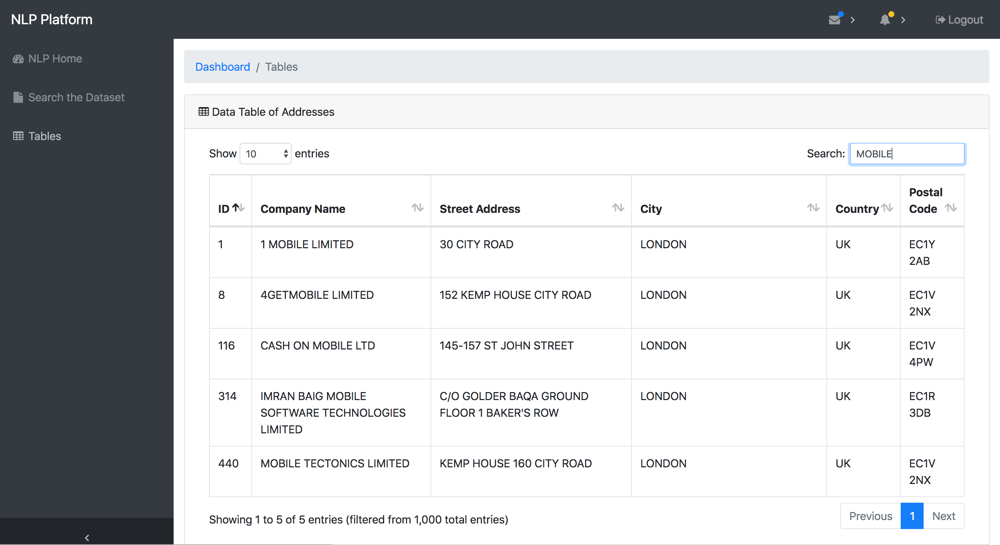 NLP Platform
Logout
NLP Home
Search the Dataset
Tables
Dashboard / Tables
Data Table of Addresses
Show 10 entries
Search: MOBILE
ID Company Name Street Address City Country Postal Code
1 1 MOBILE LIMITED 30 CITY ROAD LONDON UK EC1Y
2AB
8 4GETMOBILE LIMITED 152 KEMP HOUSE CITY ROAD LONDON UK EC1V
2NX
116 CASH ON MOBILE LTD 145-157 ST JOHN STREET LONDON UK EC1V
4PW
314 IMRAN BAIG MOBILE C/O GOLDER BAQA GROUND LONDON UK EC1R
SOFTWARE TECHNOLOGIES FLOOR 1 BAKER'S ROW 3DB
LIMITED
440 MOBILE TECTONICS LIMITED KEMP HOUSE 160 CITY ROAD LONDON UK EC1V
2NX
Showing 1 to 5 of 5 entries (filtered from 1,000 total entries)
Previous 1 Next